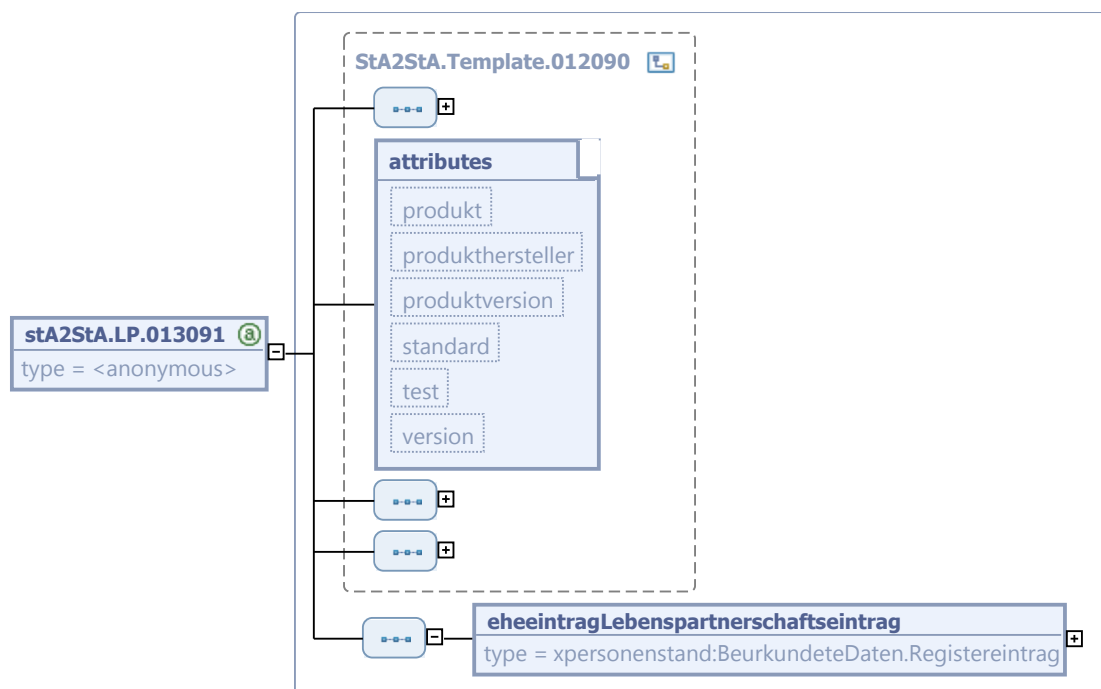 StA2StA.Template.012090
attributes
produkt
produkthersteller
produktversion
standard
test
version
stA2StA.LP.013091 a
type = <anonymous>
eheeintragLebenspartnerschaftseintrag
type = xpersonenstand:BeurkundeteDaten.Registereintrag